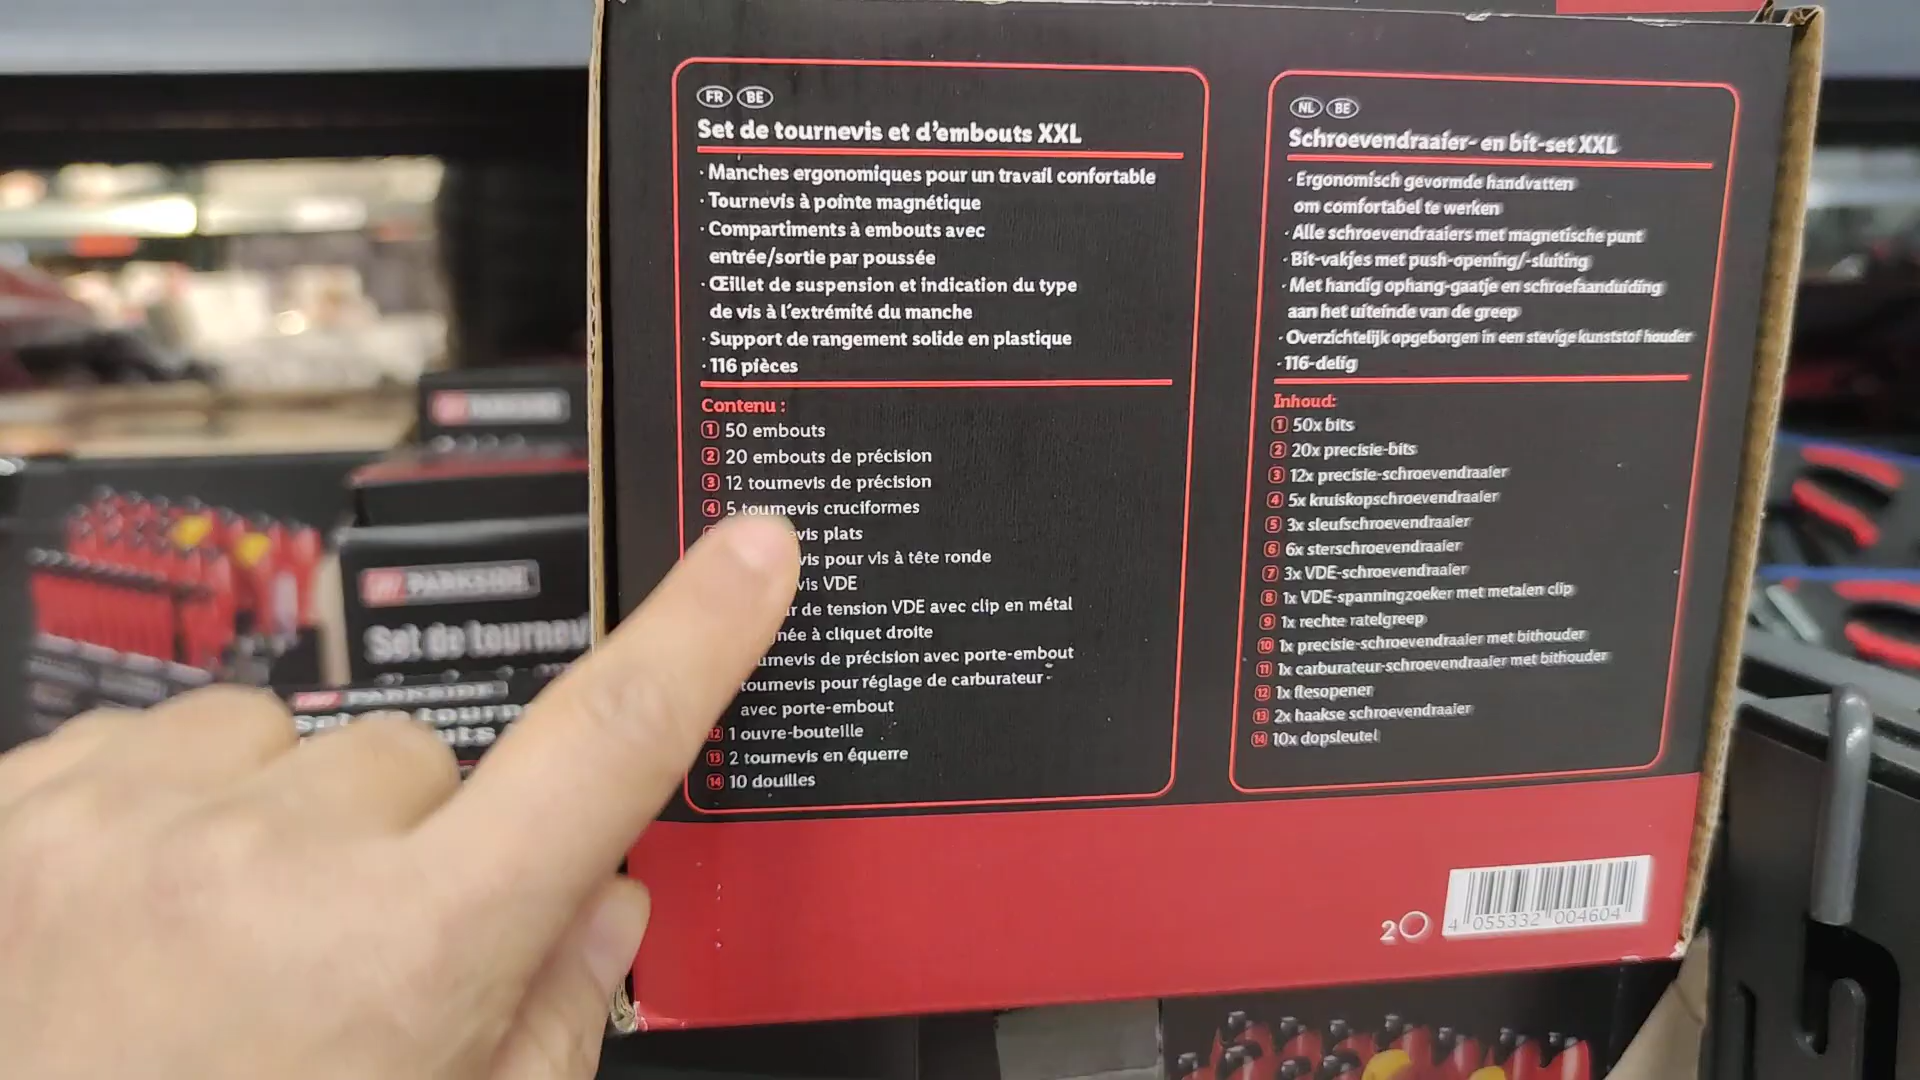 FR BE
Set de tournevis et d'embouts XXL
· Manches ergonomiques pour un travail confortable
· Tournevis à pointe magnétique
· Compartiments à embouts avec
entrée/sortie par poussée
· Œillet de suspension et indication du type
de vis à l'extrémité du manche
· Support de rangement solide en plastique
· 116 pièces
Contenu :
1 50 embouts
2 20 embouts de précision
3 12 tournevis de précision
4 5 tournevis cruciformes
vis plats
vis pour vis à tête ronde
vis VDE
r de tension VDE avec clip en métal
née à cliquet droite
urnevis de précision avec porte-embout
tournevis pour réglage de carburateur
avec porte-embout
12 1 ouvre-bouteille
13 2 tournevis en équerre
14 10 douilles
NL BE
Schroevendraaier- en bit-set XXL
· Ergonomisch gevormde handvatten
om comfortabel te werken
· Alle schroevendraaiers met magnetische punt
· Bit-vakjes met push-opening/-sluiting
· Met handig ophang-gaatje en schroefaanduiding
aan het uiteinde van de greep
· Overzichtelijk opgeborgen in een stevige kunststof houder
· 116-delig
Inhoud:
1 50x bits
2 20x precisie-bits
3 12x precisie-schroevendraaier
4 5x kruiskopschroevendraaier
5 3x sleufschroevendraaier
6 6x sterschroevendraaier
7 3x VDE-schroevendraaier
8 1x VDE-spanningzoeker met metalen clip
9 1x rechte ratelgreep
10 1x precisie-schroevendraaier met bithouder
11 1x carburateur-schroevendraaier met bithouder
12 1x flesopener
13 2x haakse schroevendraaier
14 10x dopsleutel
2
4 055332 004604
PARKSIDE
PARKSIDE
Set de tournev
PARKSIDE
Set de tourn